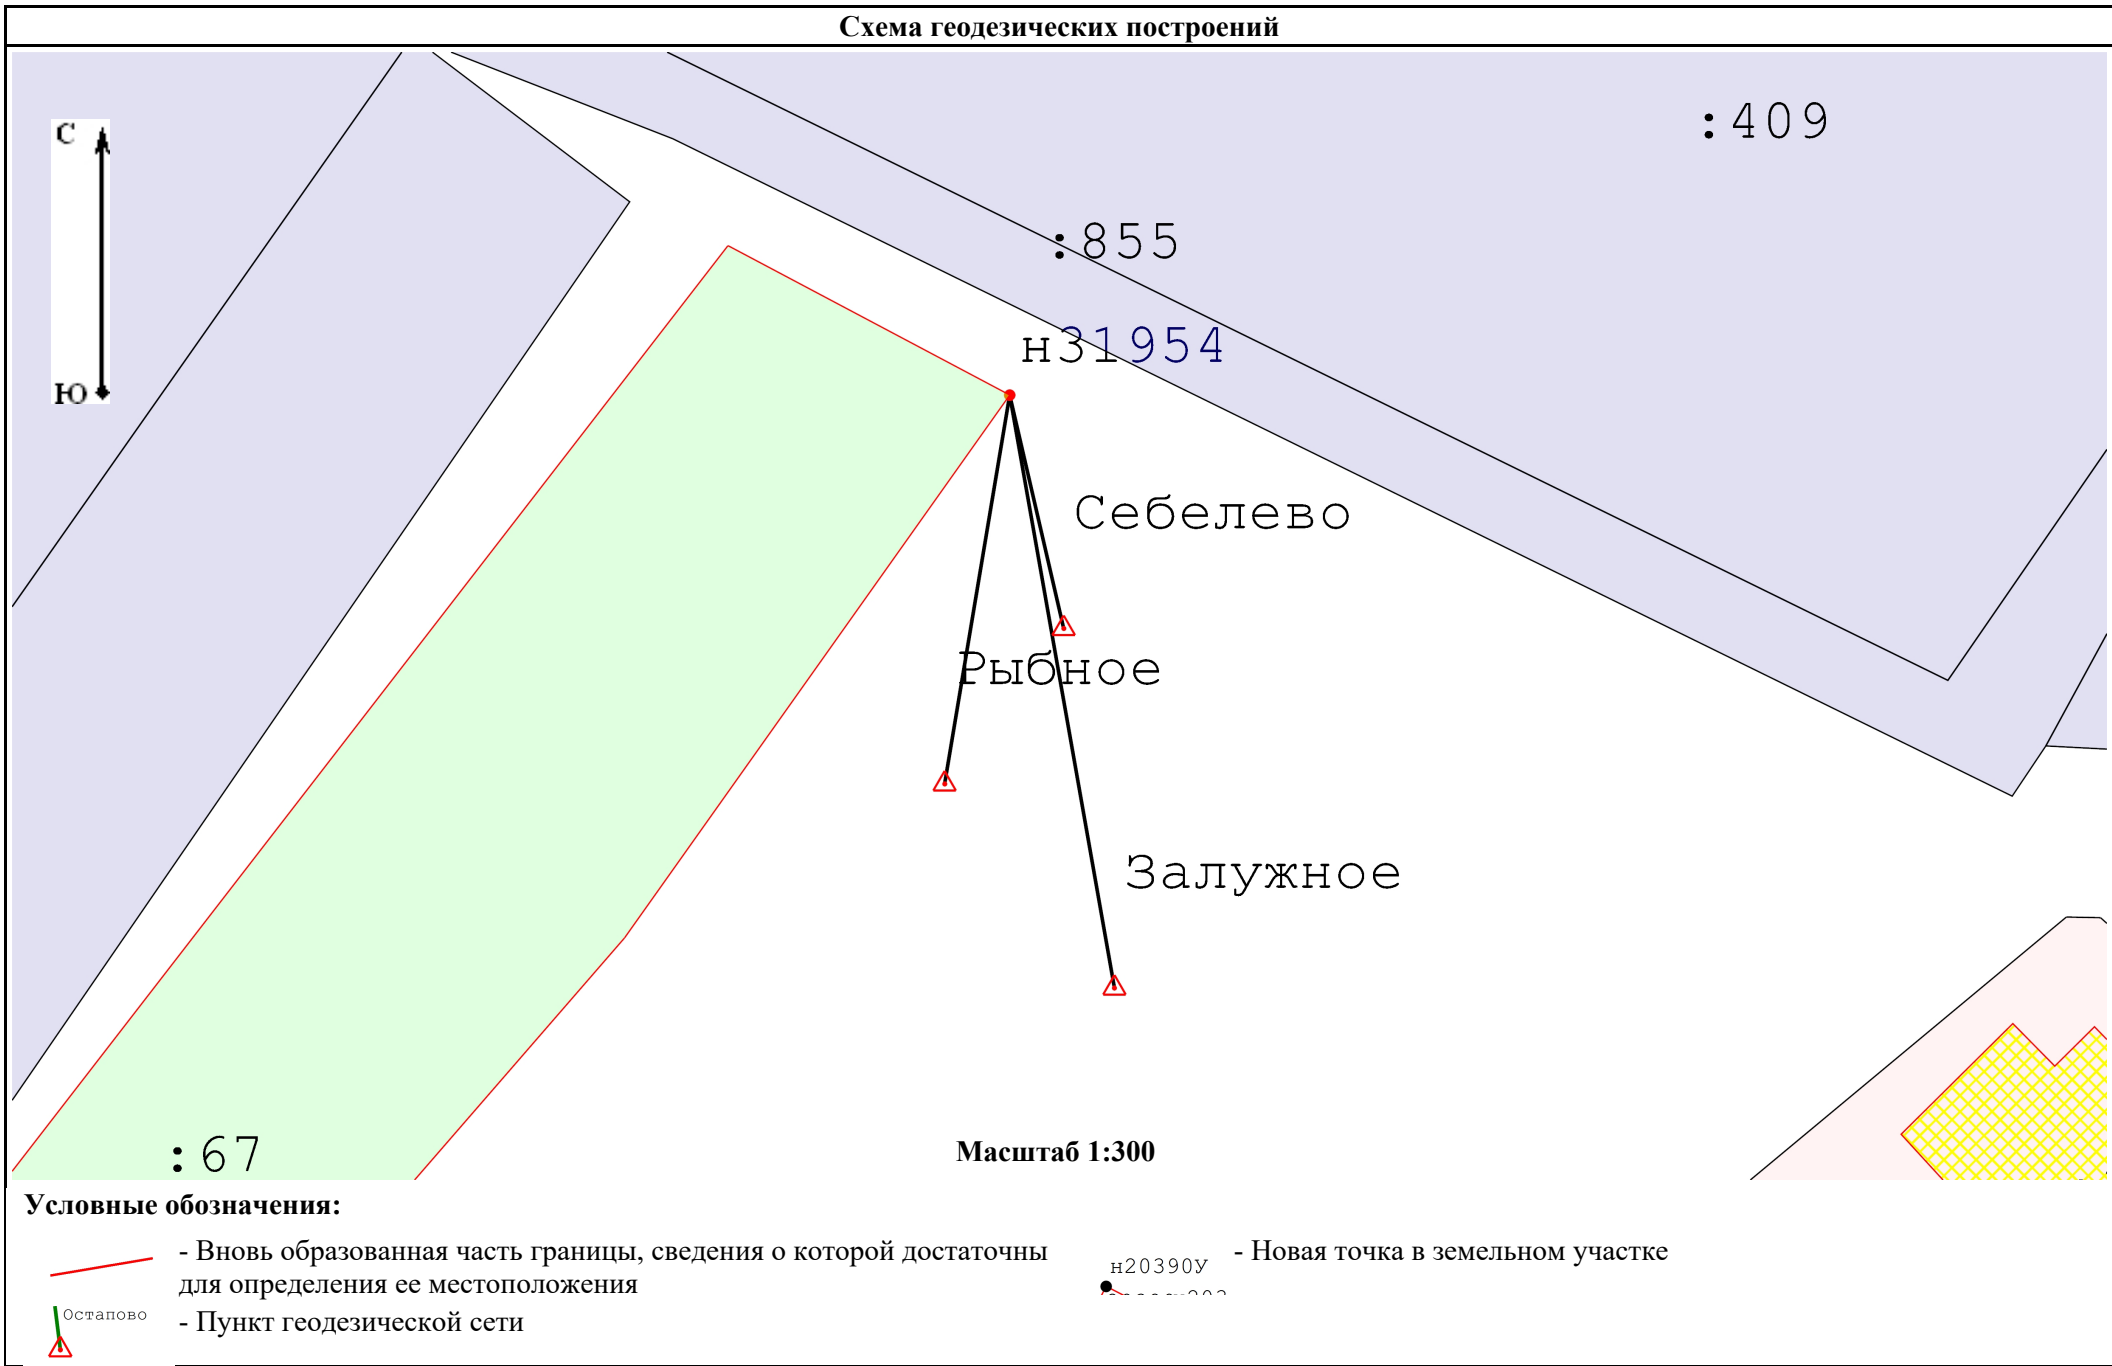 Схема геодезических построений
С
:409
:855
н31954
Ю
Себелево
Рыбное
Залужное
:67
Масштаб 1:300
Условные обозначения:
- Вновь образованная часть границы, сведения о которой достаточны
для определения ее местоположения
н20390У
- Новая точка в земельном участке
Остапово
- Пункт геодезической сети